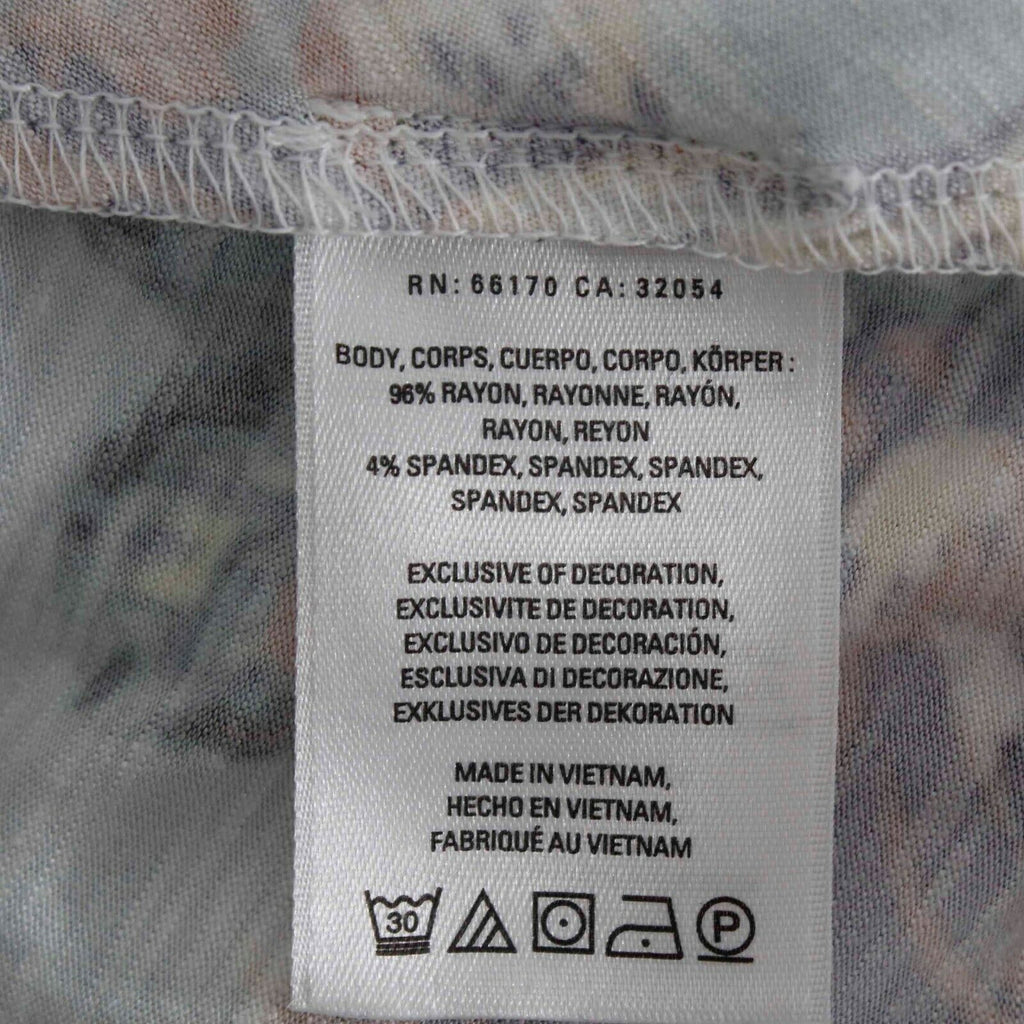 RN: 66170 CA: 32054
BODY, CORPS, CUERPO, CORPO, KÖRPER :
96% RAYON, RAYONNE, RAYÓN,
RAYON, REYON
4% SPANDEX, SPANDEX, SPANDEX,
SPANDEX, SPANDEX
EXCLUSIVE OF DECORATION,
EXCLUSIVITE DE DECORATION,
EXCLUSIVO DE DECORACIÓN,
ESCLUSIVA DI DECORAZIONE,
EXKLUSIVES DER DEKORATION
MADE IN VIETNAM,
HECHO EN VIETNAM,
FABRIQUÉ AU VIETNAM
30 P